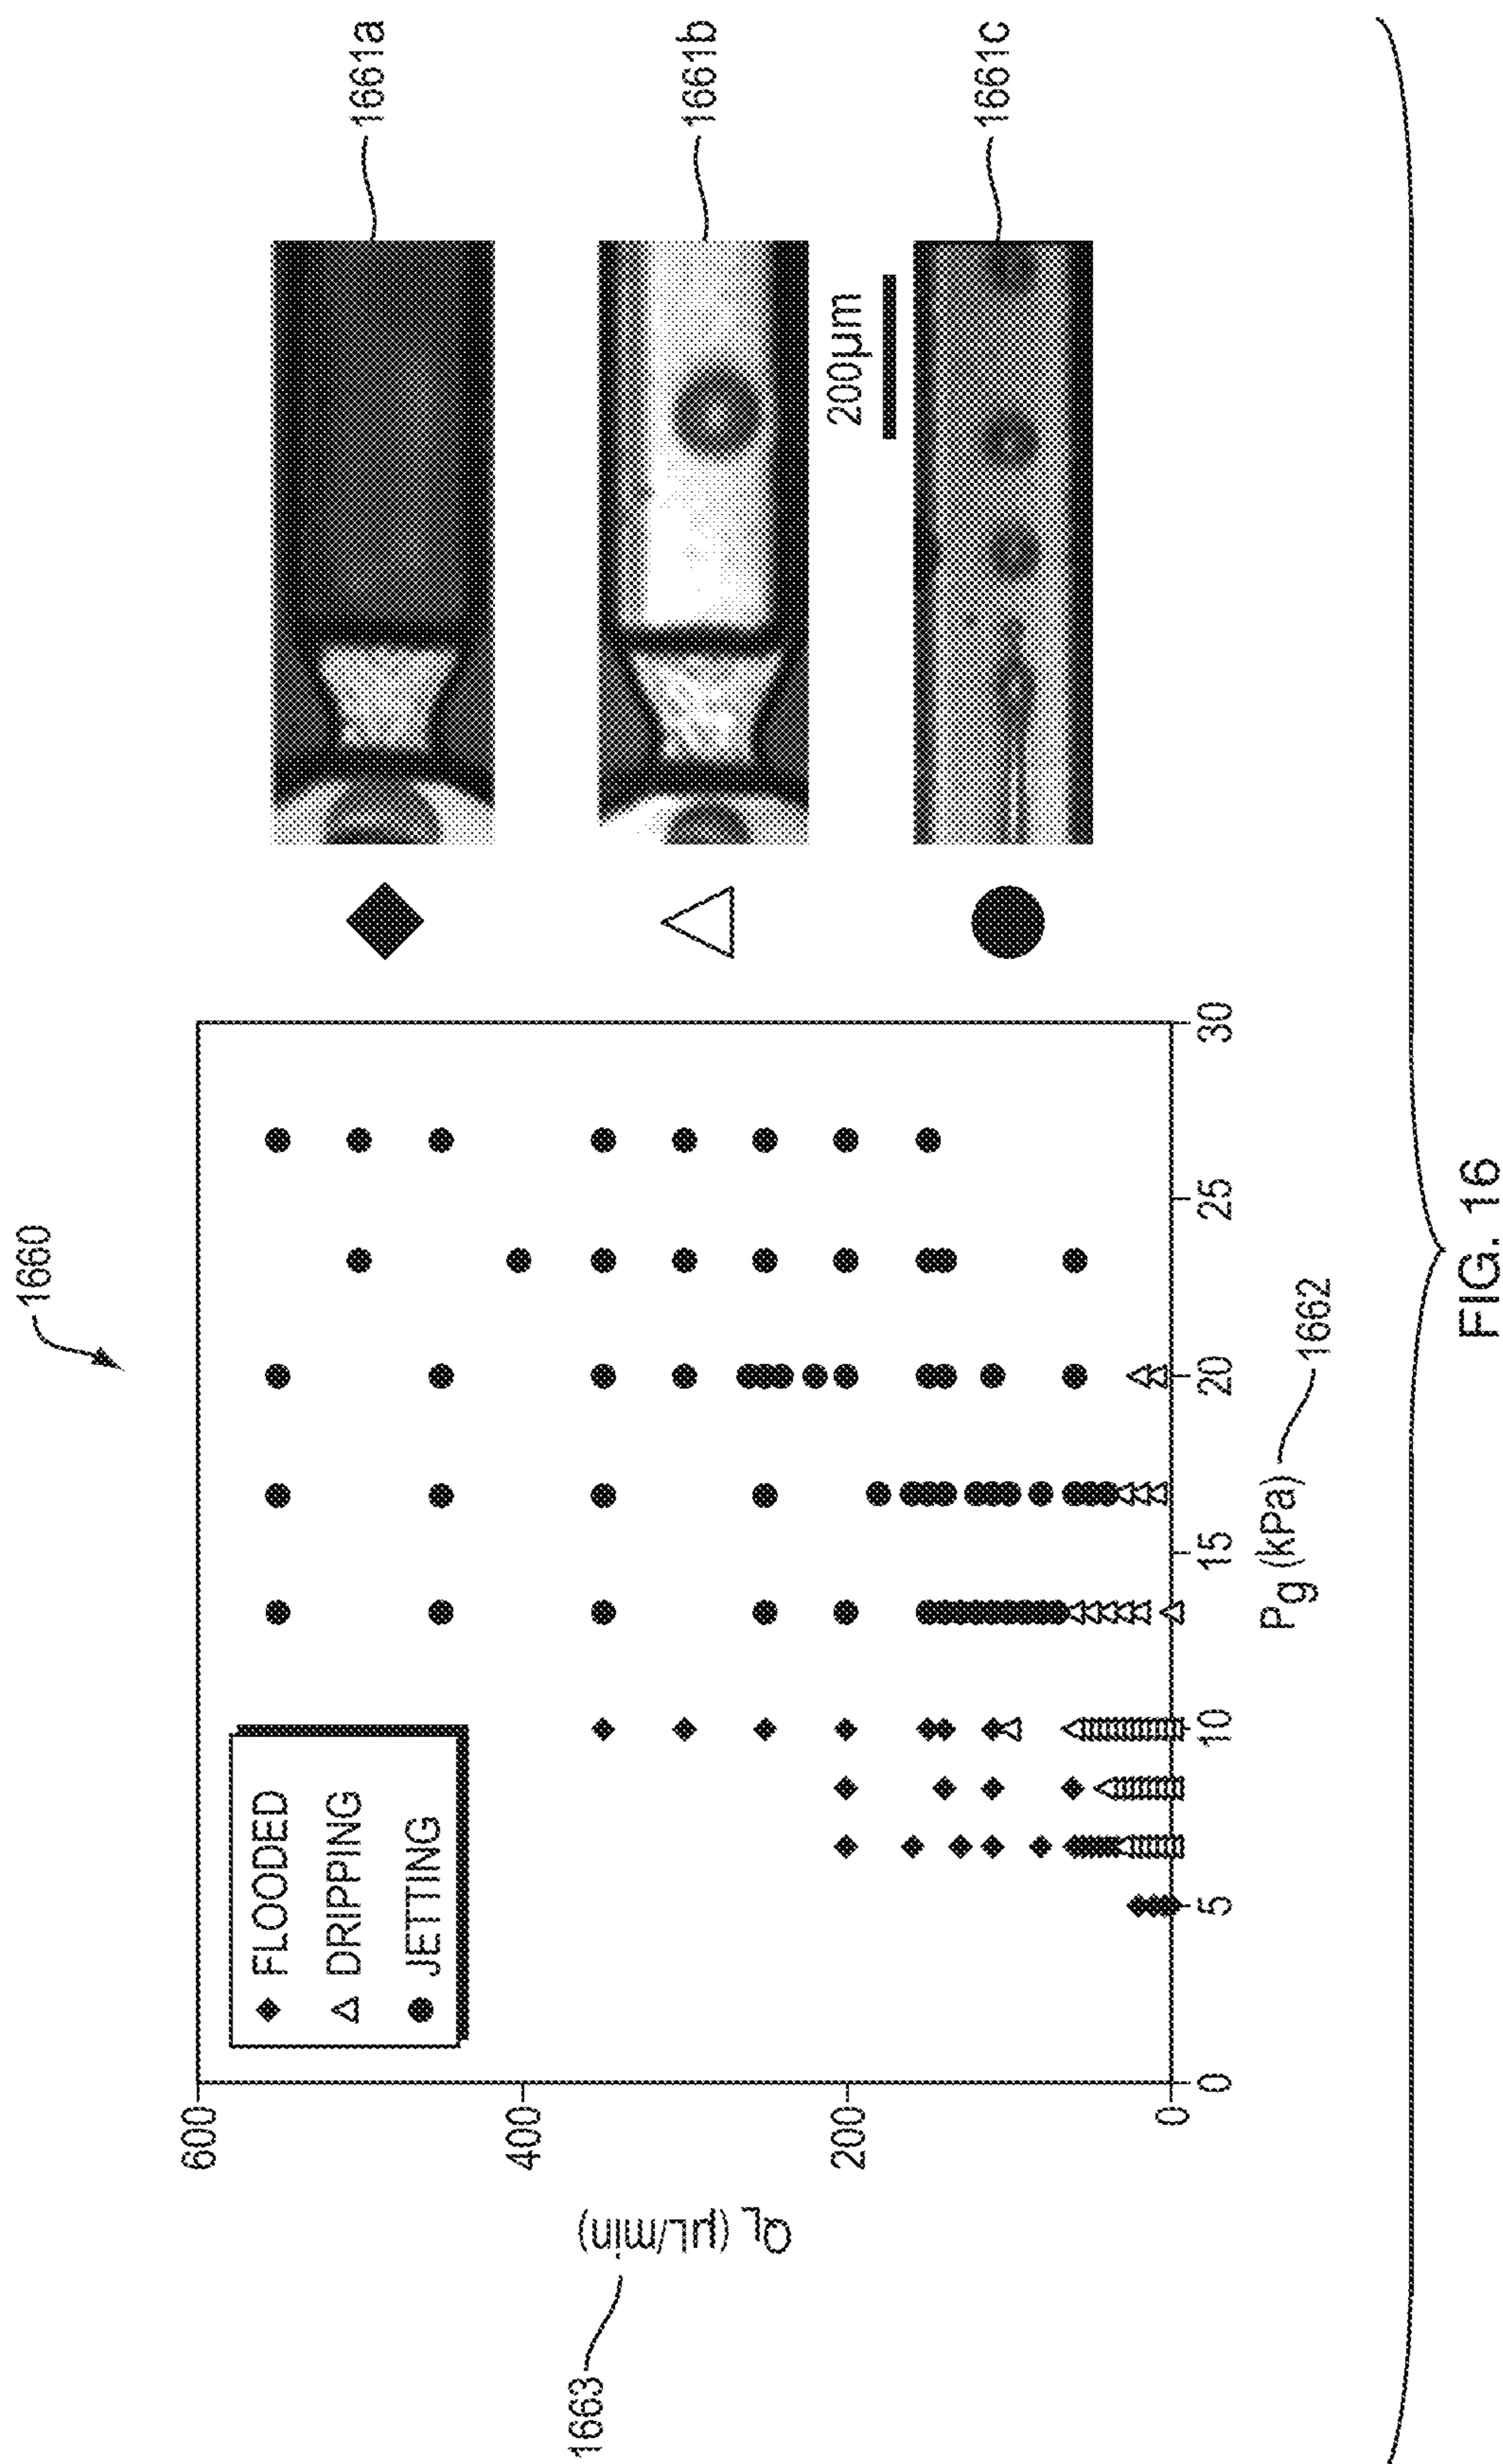 1660
FLOODED
DRIPPING
JETTING
600
400
200
0
0
5
10
15
20
25
30
Q_L (µL/min)
1663
P_g (kPa)
1662
1661a
1661b
200µm
1661c
FIG. 16